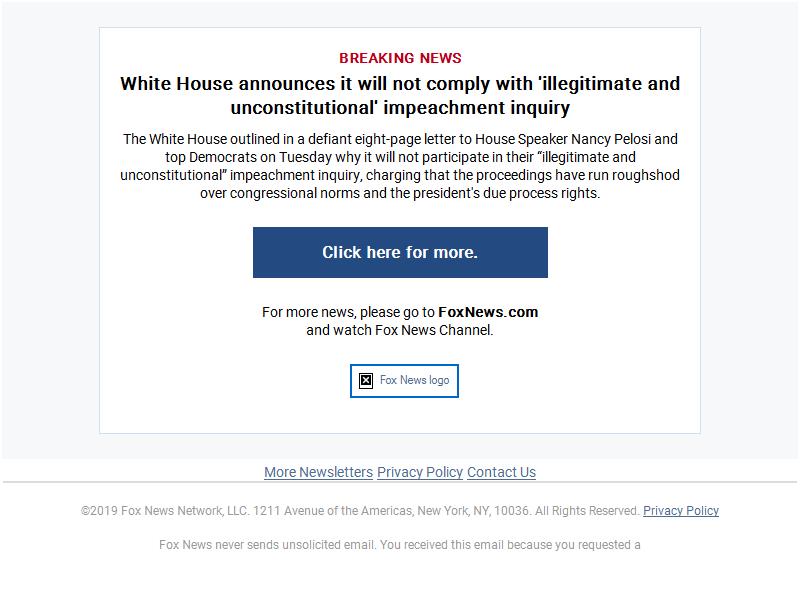 BREAKING NEWS
White House announces it will not comply with 'illegitimate and
unconstitutional' impeachment inquiry
The White House outlined in a defiant eight-page letter to House Speaker Nancy Pelosi and
top Democrats on Tuesday why it will not participate in their “illegitimate and
unconstitutional” impeachment inquiry, charging that the proceedings have run roughshod
over congressional norms and the president's due process rights.
Click here for more.
For more news, please go to FoxNews.com
and watch Fox News Channel.
Fox News logo
More Newsletters Privacy Policy Contact Us
©2019 Fox News Network, LLC. 1211 Avenue of the Americas, New York, NY, 10036. All Rights Reserved. Privacy Policy
Fox News never sends unsolicited email. You received this email because you requested a